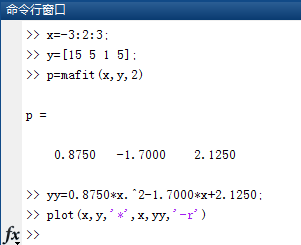 命令行窗口
>> x=-3:2:3;
>> y=[15 5 1 5];
>> p=mafit(x,y,2)
p =
0.8750 -1.7000 2.1250
>> yy=0.8750*x.^2-1.7000*x+2.1250;
>> plot(x,y,'*',x,yy,'-r')
fx >>